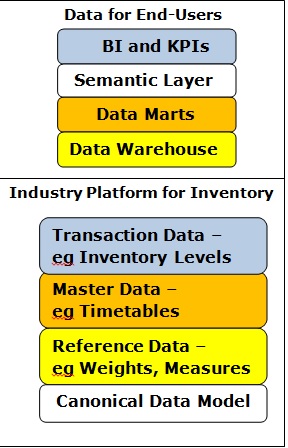 Data for End-Users
BI and KPIs
Semantic Layer
Data Marts
Data Warehouse
Industry Platform for Inventory
Transaction Data –
eg Inventory Levels
Master Data –
eg Timetables
Reference Data –
eg Weights, Measures
Canonical Data Model